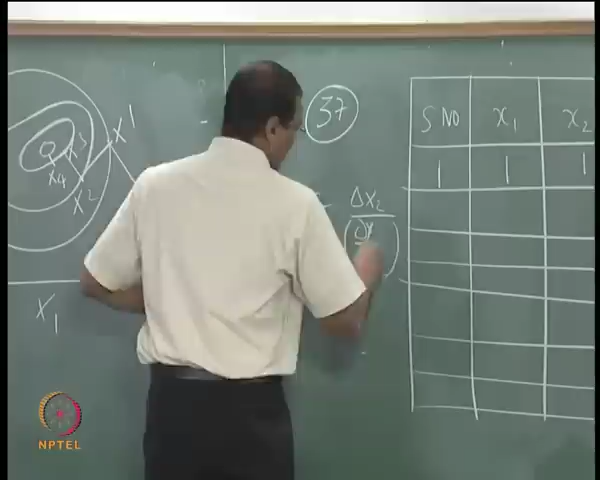 37
S NO x₁ x₂
1 1 1
x¹
x³
x₄
x²
Δx₂
∂y
x₁
NPTEL